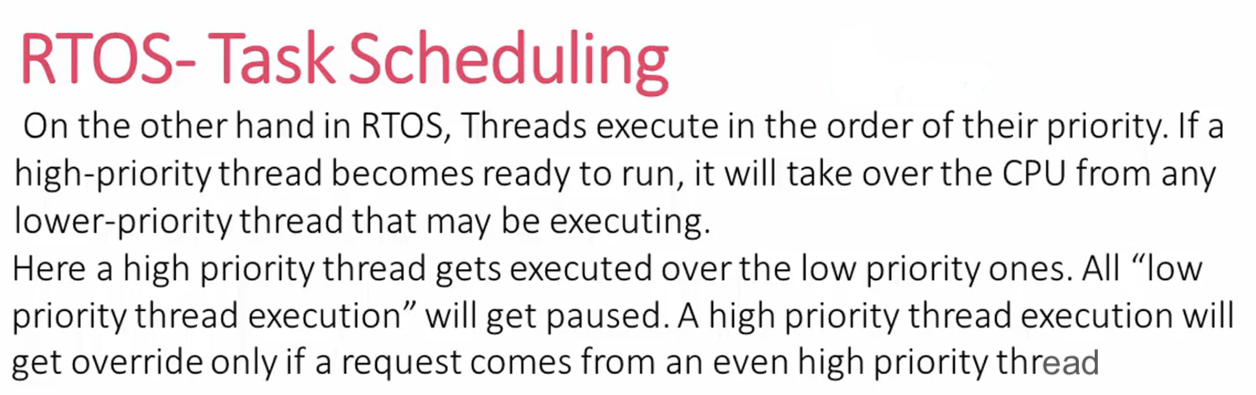 RTOS- Task Scheduling
On the other hand in RTOS, Threads execute in the order of their priority. If a
high-priority thread becomes ready to run, it will take over the CPU from any
lower-priority thread that may be executing.
Here a high priority thread gets executed over the low priority ones. All “low
priority thread execution” will get paused. A high priority thread execution will
get override only if a request comes from an even high priority thread